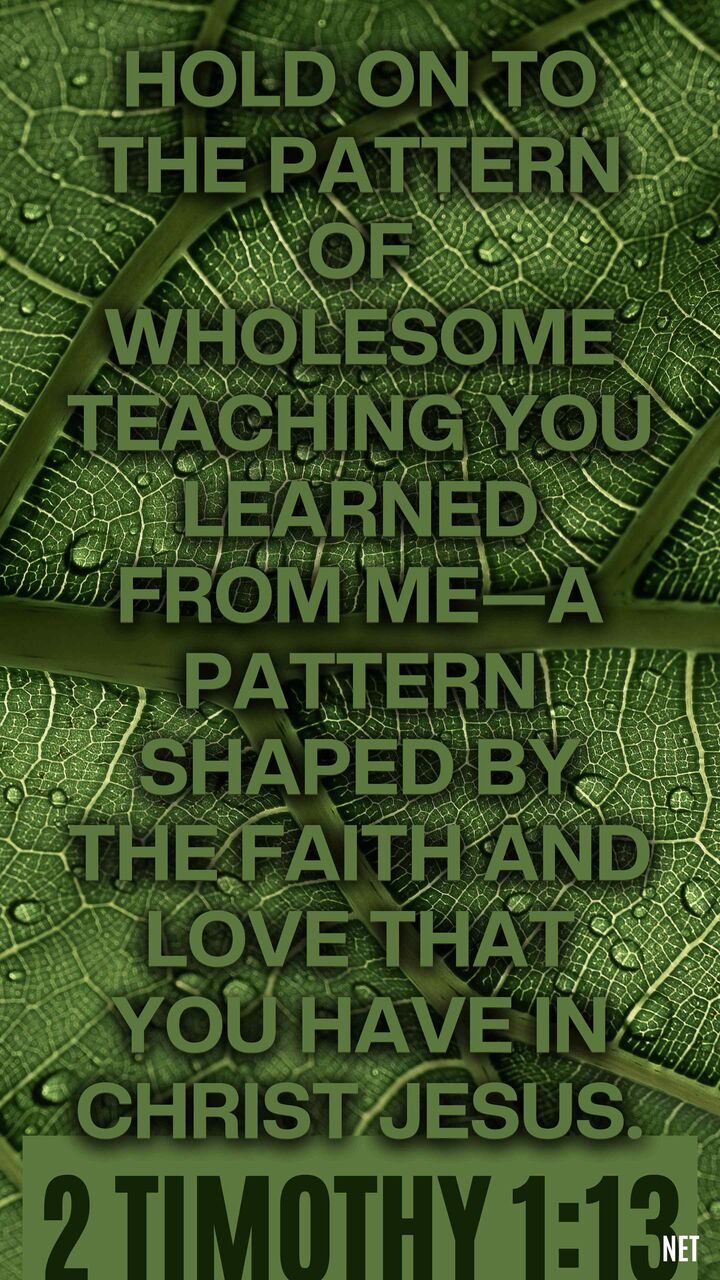 HOLD ON TO
THE PATTERN
OF
WHOLESOME
TEACHING YOU
LEARNED
FROM ME—A
PATTERN
SHAPED BY
THE FAITH AND
LOVE THAT
YOU HAVE IN
CHRIST JESUS.
2 TIMOTHY 1:13
NET